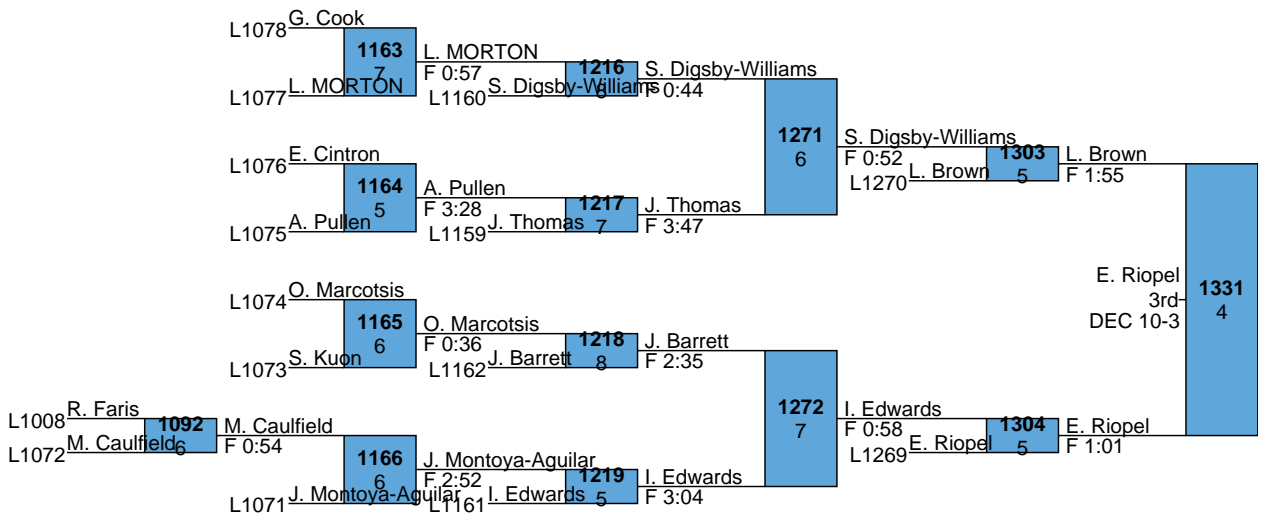 G. Cook
L1078
1163
7
L. MORTON
F 0:57
L. MORTON
L1077
1216
6
S. Digsby-Williams
L1160
S. Digsby-Williams
F 0:44
E. Cintron
L1076
1164
5
A. Pullen
F 3:28
A. Pullen
L1075
1217
7
J. Thomas
L1159
J. Thomas
F 3:47
1271
6
S. Digsby-Williams
F 0:52
L. Brown
L1270
1303
5
L. Brown
F 1:55
O. Marcotsis
L1074
1165
6
O. Marcotsis
F 0:36
S. Kuon
L1073
1218
8
J. Barrett
L1162
J. Barrett
F 2:35
R. Faris
L1008
1092
6
M. Caulfield
L1072
M. Caulfield
F 0:54
1166
6
J. Montoya-Aguilar
F 2:52
J. Montoya-Aguilar
L1071
1219
5
I. Edwards
L1161
I. Edwards
F 3:04
1272
7
I. Edwards
F 0:58
E. Riopel
L1269
1304
5
E. Riopel
F 1:01
E. Riopel
3rd
DEC 10-3
1331
4